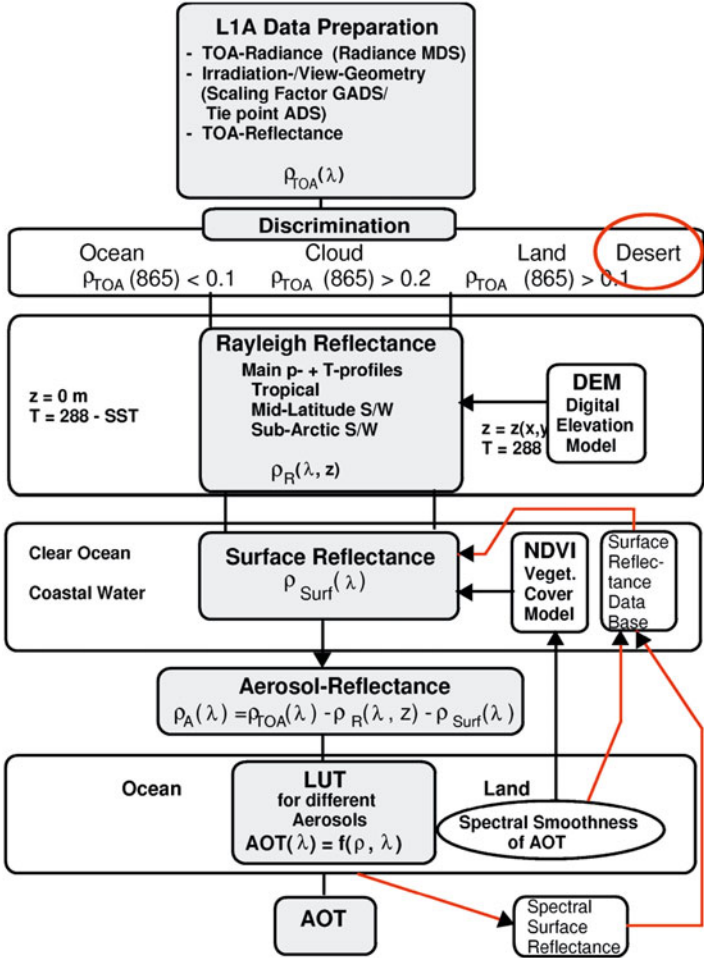 L1A Data Preparation
- TOA-Radiance (Radiance MDS)
- Irradiation-/View-Geometry
(Scaling Factor GADS/
Tie point ADS)
- TOA-Reflectance
ρTOA(λ)
Discrimination
Ocean Cloud Land Desert
ρTOA (865) < 0.1 ρTOA (865) > 0.2 ρTOA (865) > 0.1
Rayleigh Reflectance
Main p- + T-profiles
Tropical
Mid-Latitude S/W
Sub-Arctic S/W
ρR(λ, z)
z = 0 m
T = 288 - SST
z = z(x,y
T = 288
DEM
Digital
Elevation
Model
Clear Ocean
Coastal Water
Surface Reflectance
ρSurf(λ)
NDVI
Veget.
Cover
Model
Surface
Reflec-
tance
Data
Base
Aerosol-Reflectance
ρA(λ) =ρTOA(λ) - ρR(λ, z) - ρSurf(λ)
Ocean
LUT
for different
Aerosols
AOT(λ) = f(ρ, λ)
Land
Spectral Smoothness
of AOT
AOT
Spectral
Surface
Reflectance